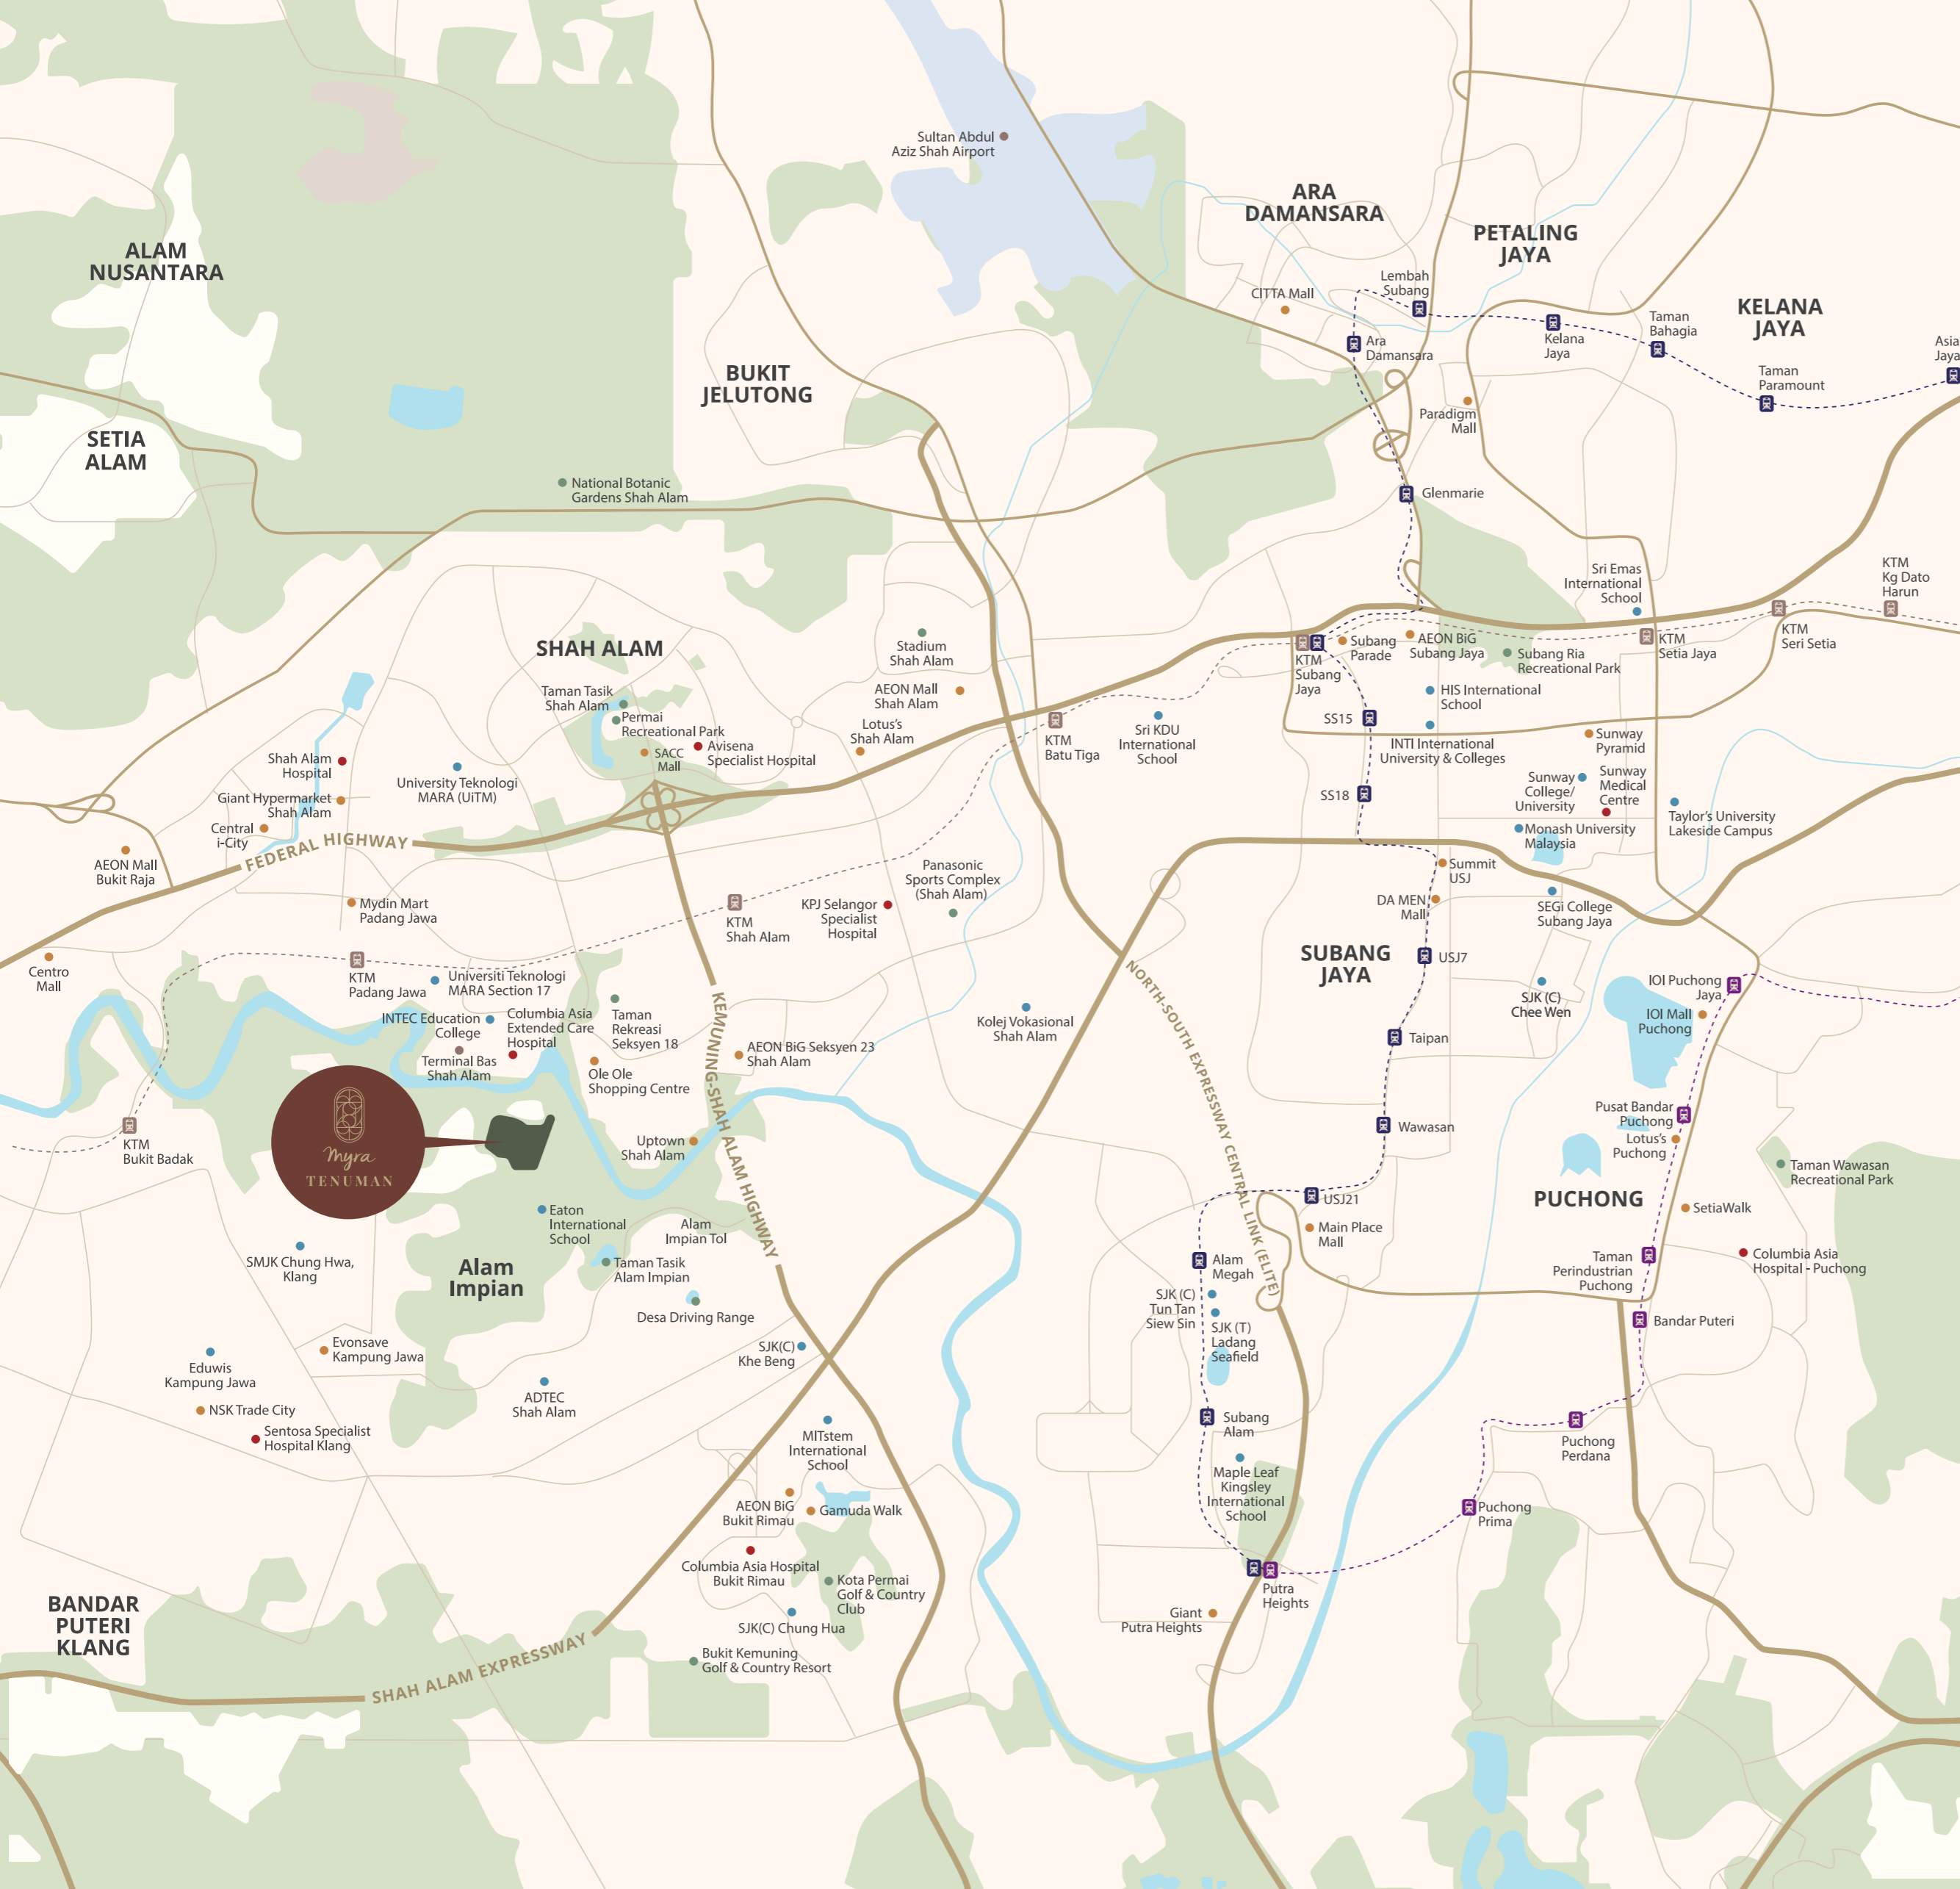 Sultan Abdul
Aziz Shah Airport
ARA
DAMANSARA
PETALING
JAYA
ALAM
NUSANTARA
Lembah
Subang
CITTA Mall
KELANA
JAYA
Taman
Bahagia
Kelana
Jaya
Ara
Damansara
Asia
Jaya
Taman
Paramount
BUKIT
JELUTONG
Paradigm
Mall
SETIA
ALAM
National Botanic
Gardens Shah Alam
Glenmarie
Sri Emas
International
School
KTM
Kg Dato
Harun
SHAH ALAM
Stadium
Shah Alam
KTM
Subang
Jaya
Subang
Parade
AEON BiG
Subang Jaya
Subang Ria
Recreational Park
KTM
Setia Jaya
KTM
Seri Setia
Taman Tasik
Shah Alam
Permai
Recreational Park
AEON Mall
Shah Alam
HIS International
School
SS15
Lotus's
Shah Alam
SACC
Mall
Avisena
Specialist Hospital
KTM
Batu Tiga
Sri KDU
International
School
INTI International
University & Colleges
Sunway
Pyramid
Shah Alam
Hospital
University Teknologi
MARA (UiTM)
Sunway
College/
University
Sunway
Medical
Centre
Giant Hypermarket
Shah Alam
SS18
Taylor's University
Lakeside Campus
Central
i-City
Monash University
Malaysia
FEDERAL HIGHWAY
AEON Mall
Bukit Raja
Summit
USJ
Panasonic
Sports Complex
(Shah Alam)
Mydin Mart
Padang Jawa
KTM
Shah Alam
KPJ Selangor
Specialist
Hospital
DA MEN
Mall
SEGi College
Subang Jaya
SUBANG
JAYA
USJ7
Centro
Mall
KTM
Padang Jawa
Universiti Teknologi
MARA Section 17
NORTH-SOUTH EXPRESSWAY CENTRAL LINK (ELITE)
SJK (C)
Chee Wen
IOI Puchong
Jaya
IOI Mall
Puchong
INTEC Education
College
Columbia Asia
Extended Care
Hospital
Taman
Rekreasi
Seksyen 18
KEMUNING-SHAH ALAM HIGHWAY
Kolej Vokasional
Shah Alam
Taipan
Terminal Bas
Shah Alam
Ole Ole
Shopping Centre
AEON BiG Seksyen 23
Shah Alam
KTM
Bukit Badak
Myra
TENUMAN
Uptown
Shah Alam
Wawasan
Pusat Bandar
Puchong
Lotus's
Puchong
Taman Wawasan
Recreational Park
PUCHONG
USJ21
SetiaWalk
Main Place
Mall
Eaton
International
School
Alam
Impian Tol
SMJK Chung Hwa,
Klang
Alam
Impian
Taman Tasik
Alam Impian
Alam
Megah
Taman
Perindustrian
Puchong
Columbia Asia
Hospital - Puchong
Desa Driving Range
SJK (C)
Tun Tan
Siew Sin
SJK (T)
Ladang
Seafield
Bandar Puteri
Evonsave
Kampung Jawa
SJK(C)
Khe Beng
Eduwis
Kampung Jawa
ADTEC
Shah Alam
NSK Trade City
Sentosa Specialist
Hospital Klang
Subang
Alam
Puchong
Perdana
MITstem
International
School
Maple Leaf
Kingsley
International
School
AEON BiG
Bukit Rimau
Gamuda Walk
Puchong
Prima
Columbia Asia Hospital
Bukit Rimau
Kota Permai
Golf & Country
Club
Putra
Heights
Giant
Putra Heights
BANDAR
PUTERI
KLANG
SJK(C) Chung Hua
Bukit Kemuning
Golf & Country Resort
SHAH ALAM EXPRESSWAY